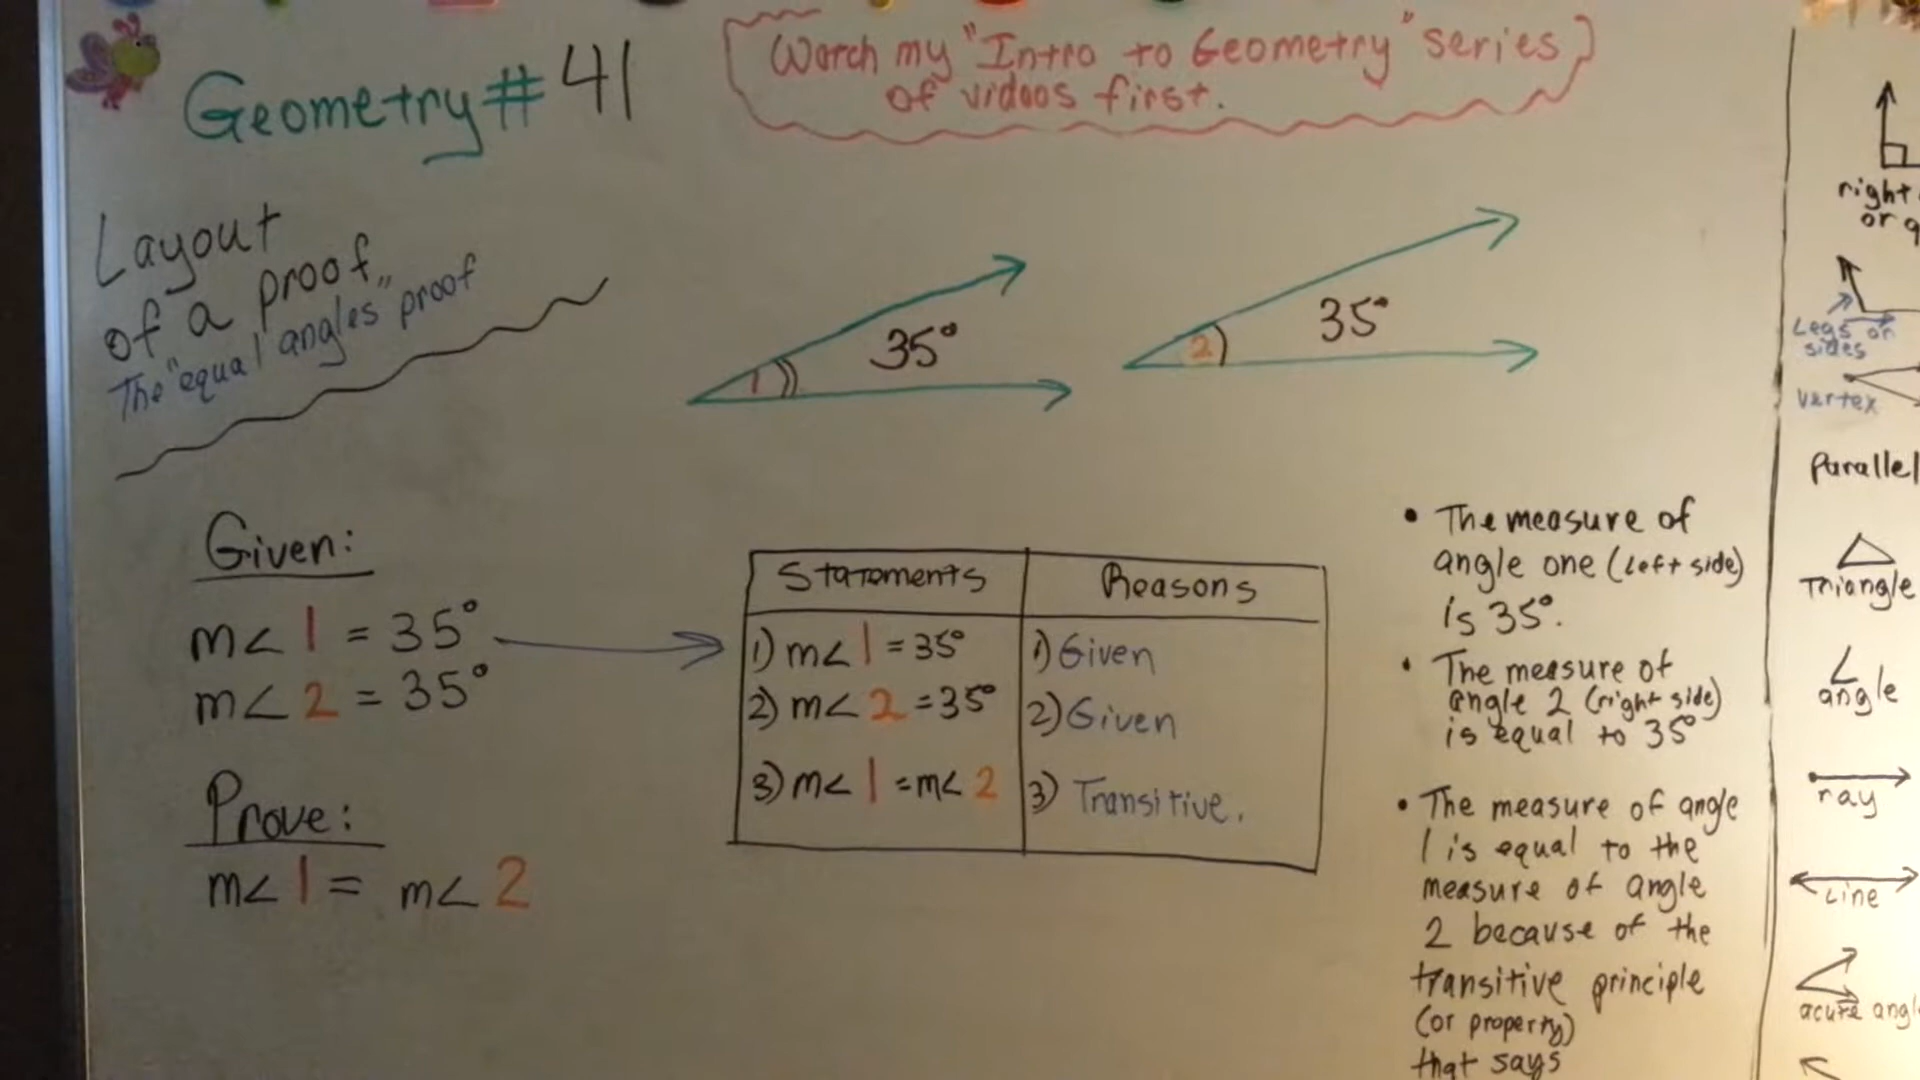 Geometry # 41
Watch my "Intro to Geometry" series
of videos first.
Layout
of a proof
The "equal angles" proof
1
35°
2
35°
Given:
m∠1 = 35°
m∠2 = 35°
Prove:
m∠1 = m∠2
Statements
Reasons
1) m∠1 = 35°
1) Given
2) m∠2 = 35°
2) Given
3) m∠1 = m∠2
3) Transitive.
• The measure of
angle one (left side)
is 35°.
• The measure of
angle 2 (right side)
is equal to 35°
• The measure of angle
1 is equal to the
measure of angle
2 because of the
transitive principle
(or property)
that says
right
or
Legs or
sides
vertex
parallel
Triangle
angle
ray
Line
acute angl